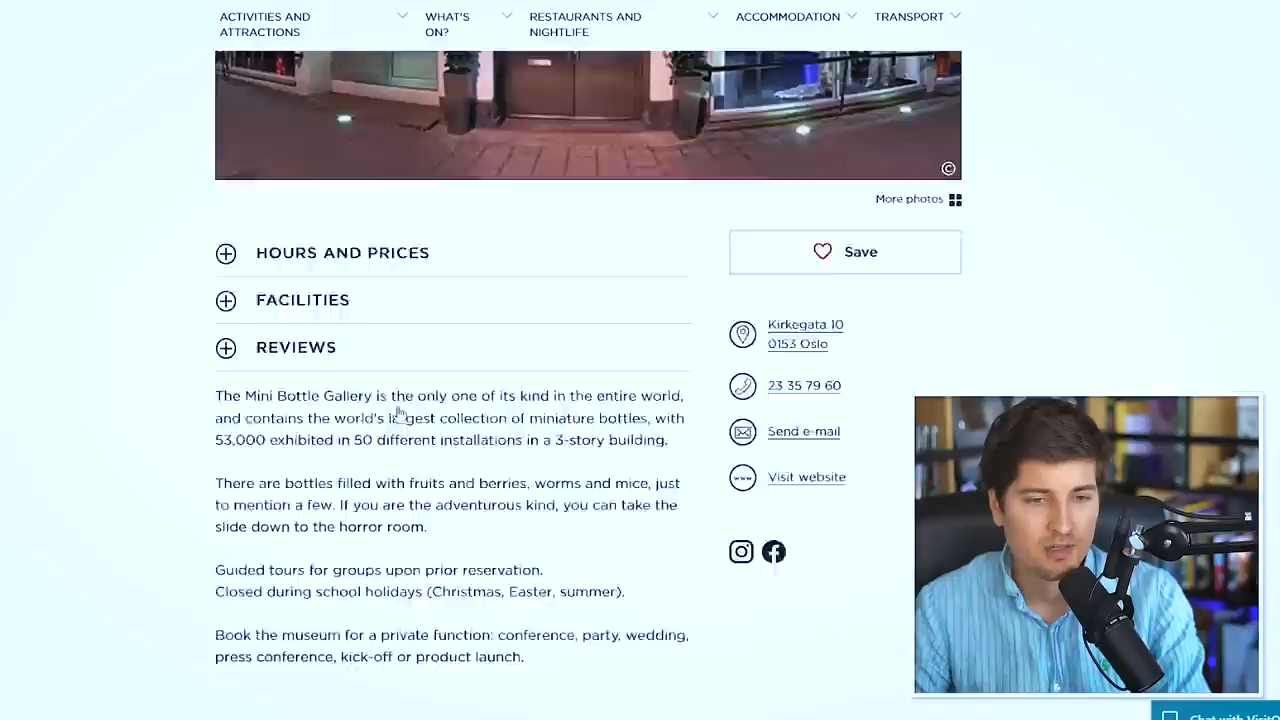 ACTIVITIES AND
ATTRACTIONS
WHAT'S
ON?
RESTAURANTS AND
NIGHTLIFE
ACCOMMODATION
TRANSPORT
©
More photos
HOURS AND PRICES
Save
FACILITIES
REVIEWS
Kirkegata 10
0153 Oslo
23 35 79 60
Send e-mail
www
Visit website
The Mini Bottle Gallery is the only one of its kind in the entire world,
and contains the world's largest collection of miniature bottles, with
53,000 exhibited in 50 different installations in a 3-story building.
There are bottles filled with fruits and berries, worms and mice, just
to mention a few. If you are the adventurous kind, you can take the
slide down to the horror room.
Guided tours for groups upon prior reservation.
Closed during school holidays (Christmas, Easter, summer).
Book the museum for a private function: conference, party, wedding,
press conference, kick-off or product launch.
Chat with